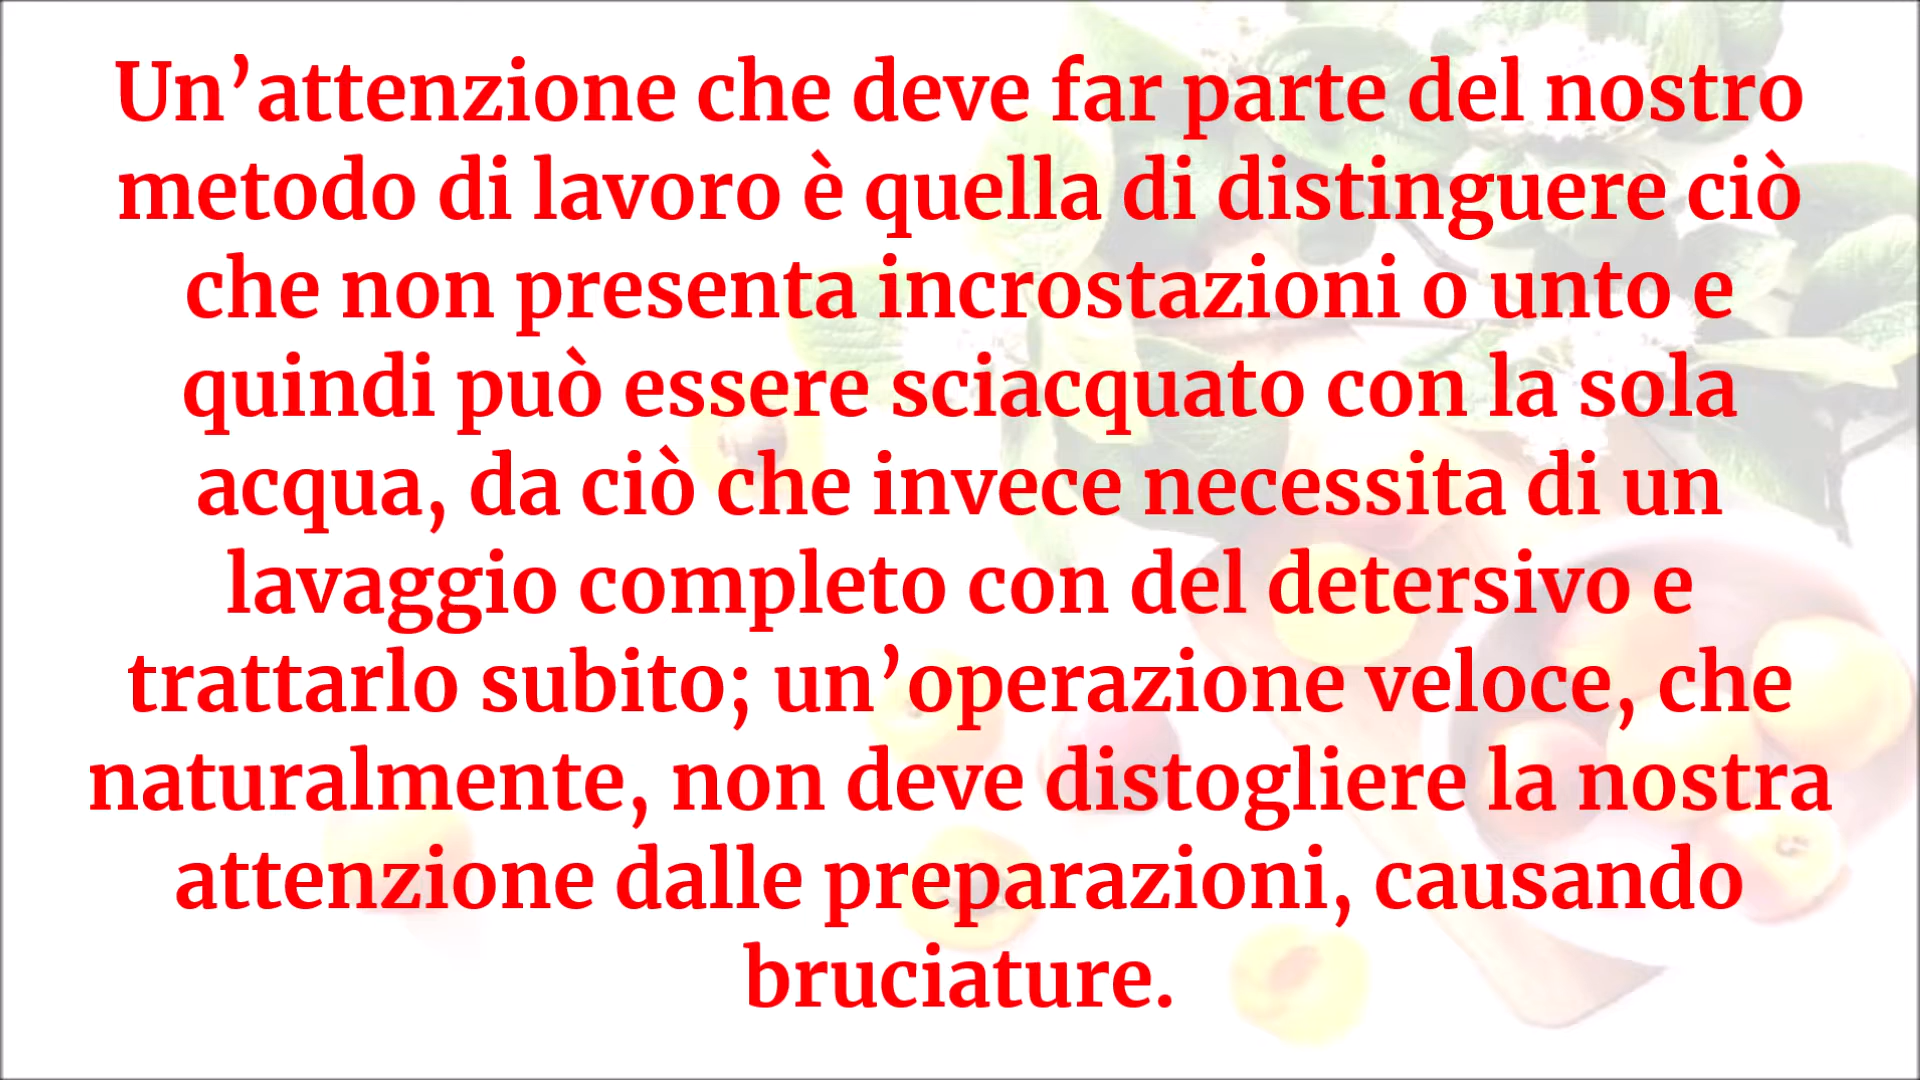 Un’attenzione che deve far parte del nostro
metodo di lavoro è quella di distinguere ciò
che non presenta incrostazioni o unto e
quindi può essere sciacquato con la sola
acqua, da ciò che invece necessita di un
lavaggio completo con del detersivo e
trattarlo subito; un’operazione veloce, che
naturalmente, non deve distogliere la nostra
attenzione dalle preparazioni, causando
bruciature.